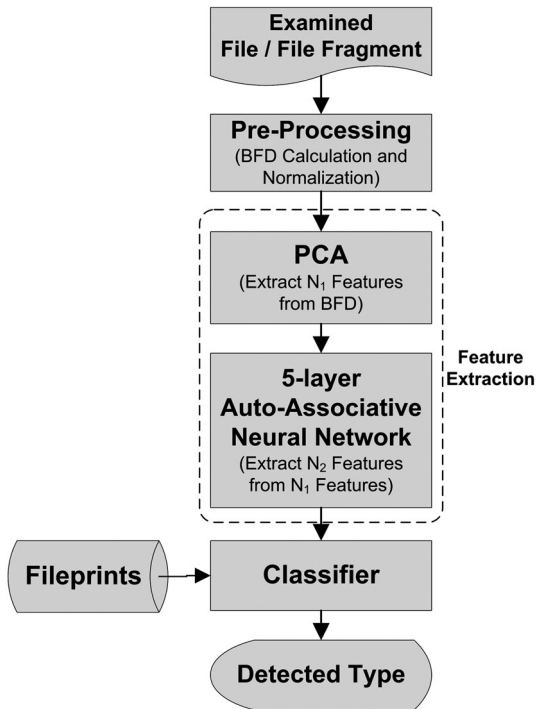 Examined
File / File Fragment
Pre-Processing
(BFD Calculation and
Normalization)
PCA
(Extract N₁ Features
from BFD)
5-layer
Auto-Associative
Neural Network
(Extract N₂ Features
from N₁ Features)
Feature
Extraction
Fileprints
Classifier
Detected Type